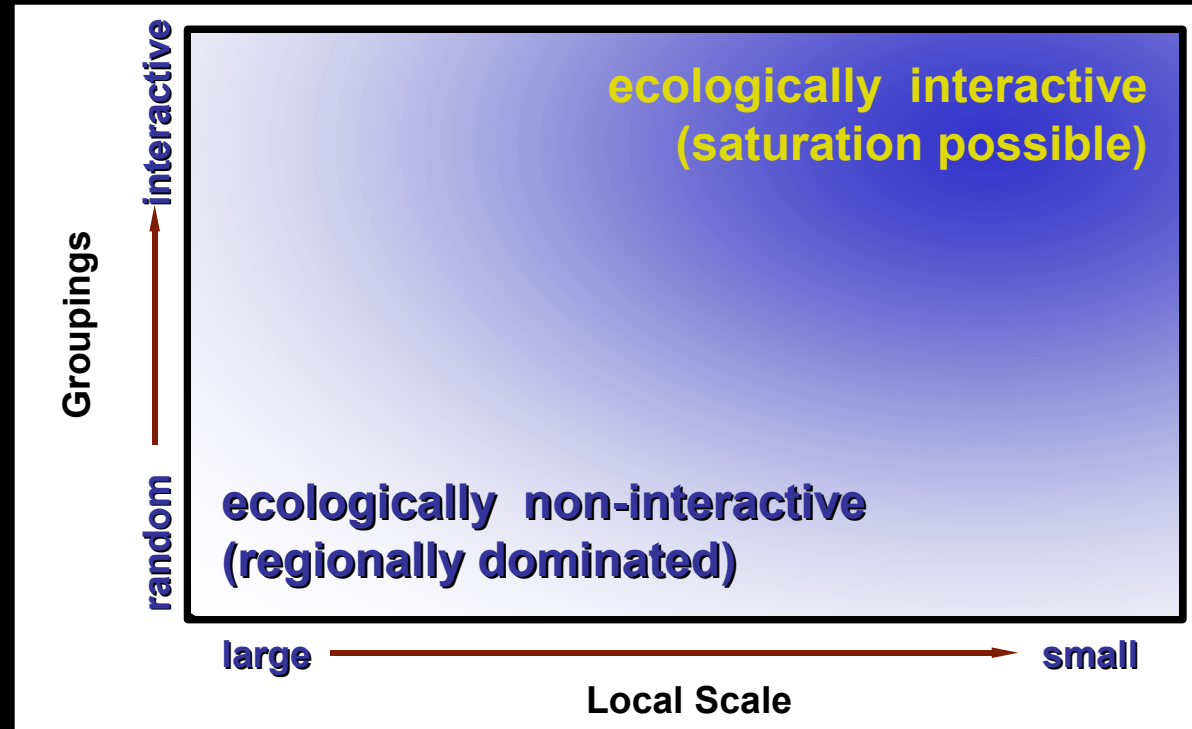 interactive
Groupings
random
ecologically interactive
(saturation possible)
ecologically non-interactive
(regionally dominated)
large
small
Local Scale